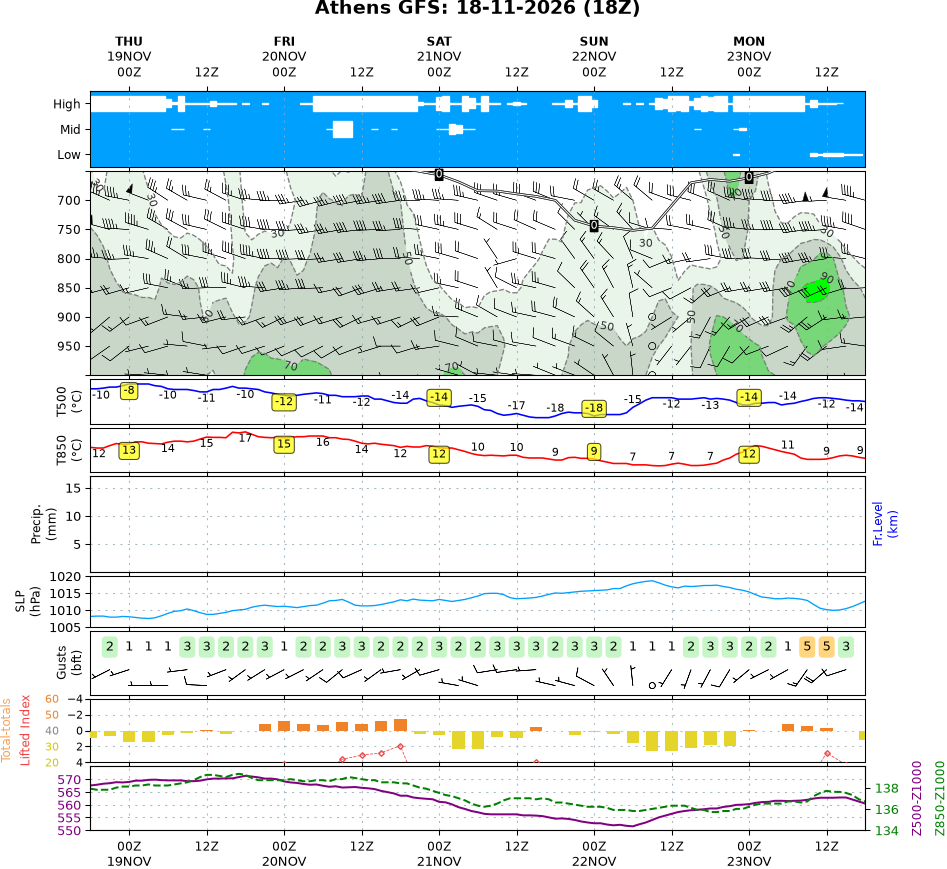 Athens GFS: 18-11-2026 (18Z)
THU FRI SAT SUN MON
19NOV 20NOV 21NOV 22NOV 23NOV
00Z 12Z 00Z 12Z 00Z 12Z 00Z 12Z 00Z 12Z
High
Mid
Low
0 0 0
700
750
800
850
900
950
30 30 30 50 50 70 70 90
T500 (°C)
-10 -8 -10 -11 -10 -12 -11 -12 -14 -14 -15 -17 -18 -18 -15 -12 -13 -14 -14 -12 -14
T850 (°C)
12 13 14 15 17 15 16 14 12 12 10 10 9 9 7 7 7 12 11 9 9
Precip. (mm)
15
10
5
Fr.Level (km)
SLP (hPa)
1020
1015
1010
1005
Gusts (bft)
2 1 1 1 3 3 2 2 3 1 2 2 3 3 2 3 3 2 2 2 3 3 3 2 3 3 2 1 1 1 2 3 3 2 2 1 5 5 3
Total-totals
Lifted Index
60 −4
50 −2
40 0
30 2
20 4
570
565
560
555
550
138
136
134
Z500-Z1000
Z850-Z1000
00Z 12Z 00Z 12Z 00Z 12Z 00Z 12Z 00Z 12Z
19NOV 20NOV 21NOV 22NOV 23NOV